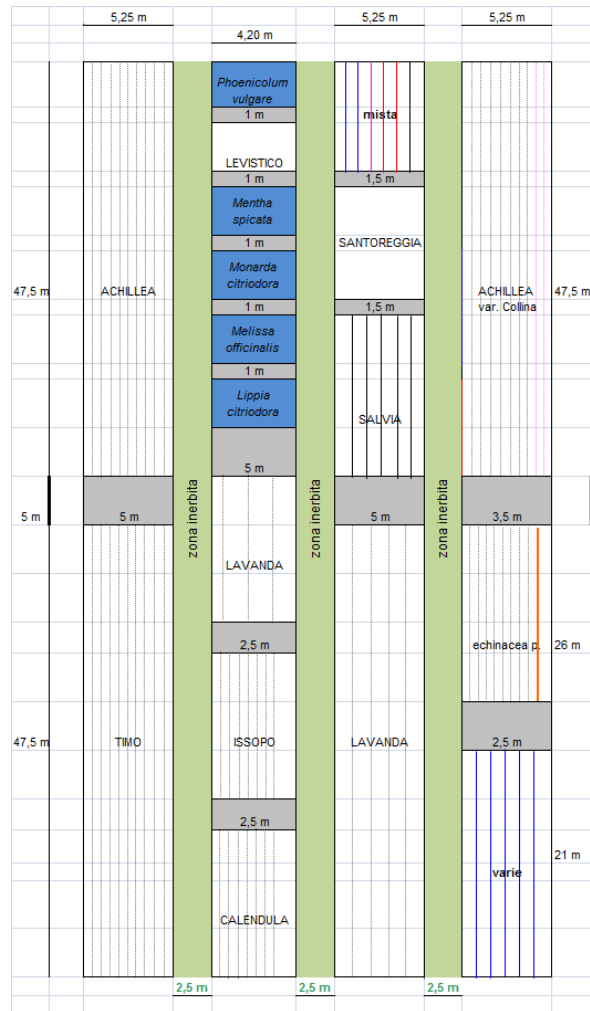 5,25 m
5,25 m
5,25 m
4,20 m
Phoenicolum
vulgare
1 m
mista
LEVISTICO
1 m
1,5 m
Mentha
spicata
SANTOREGGIA
1 m
Monarda
citriodora
47,5 m
ACHILLEA
ACHILLEA
47,5 m
var. Collina
1 m
1,5 m
Melissa
officinalis
1 m
Lippia
citriodora
SALVIA
5 m
zona inerbita
zona inerbita
zona inerbita
5 m
5 m
5 m
3,5 m
LAVANDA
2,5 m
echinacea p.
26 m
47,5 m
TIMO
ISSOPO
LAVANDA
2,5 m
2,5 m
21 m
varie
CALENDULA
2,5 m
2,5 m
2,5 m